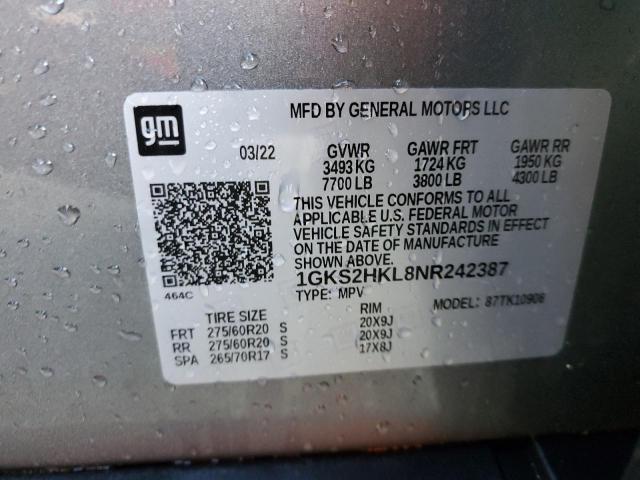 gm
MFD BY GENERAL MOTORS LLC
03/22 GVWR GAWR FRT GAWR RR
3493 KG 1724 KG 1950 KG
7700 LB 3800 LB 4300 LB
THIS VEHICLE CONFORMS TO ALL
APPLICABLE U.S. FEDERAL MOTOR
VEHICLE SAFETY STANDARDS IN EFFECT
ON THE DATE OF MANUFACTURE
SHOWN ABOVE.
1GKS2HKL8NR242387
464C
TYPE: MPV MODEL: 87TK10906
TIRE SIZE RIM
FRT 275/60R20 S 20X9J
RR 275/60R20 S 20X9J
SPA 265/70R17 S 17X8J